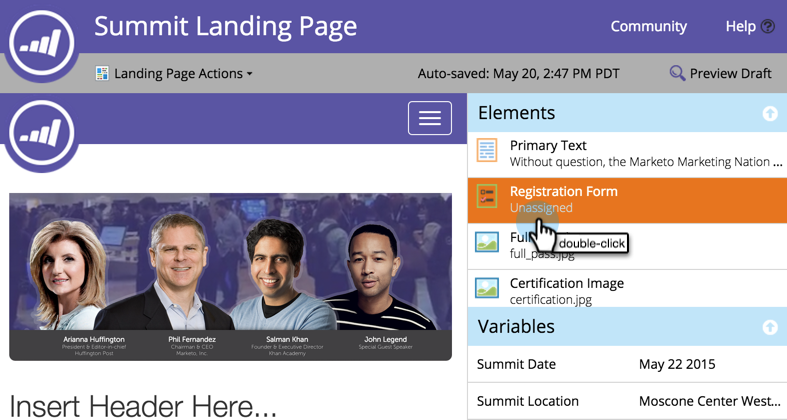 Summit Landing Page
Community
Help ?
Landing Page Actions
Auto-saved: May 20, 2:47 PM PDT
Preview Draft
Elements
Primary Text
Without question, the Marketo Marketing Nation ...
Registration Form
Unassigned
double-click
Full
full_pass.jpg
Certification Image
certification.jpg
Variables
Summit Date May 22 2015
Summit Location Moscone Center West...
Arianna Huffington
President & Editor-in-chief
Huffington Post
Phil Fernandez
Chairman & CEO
Marketo, Inc.
Salman Khan
Founder & Executive Director
Khan Academy
John Legend
Special Guest Speaker
Insert Header Here...